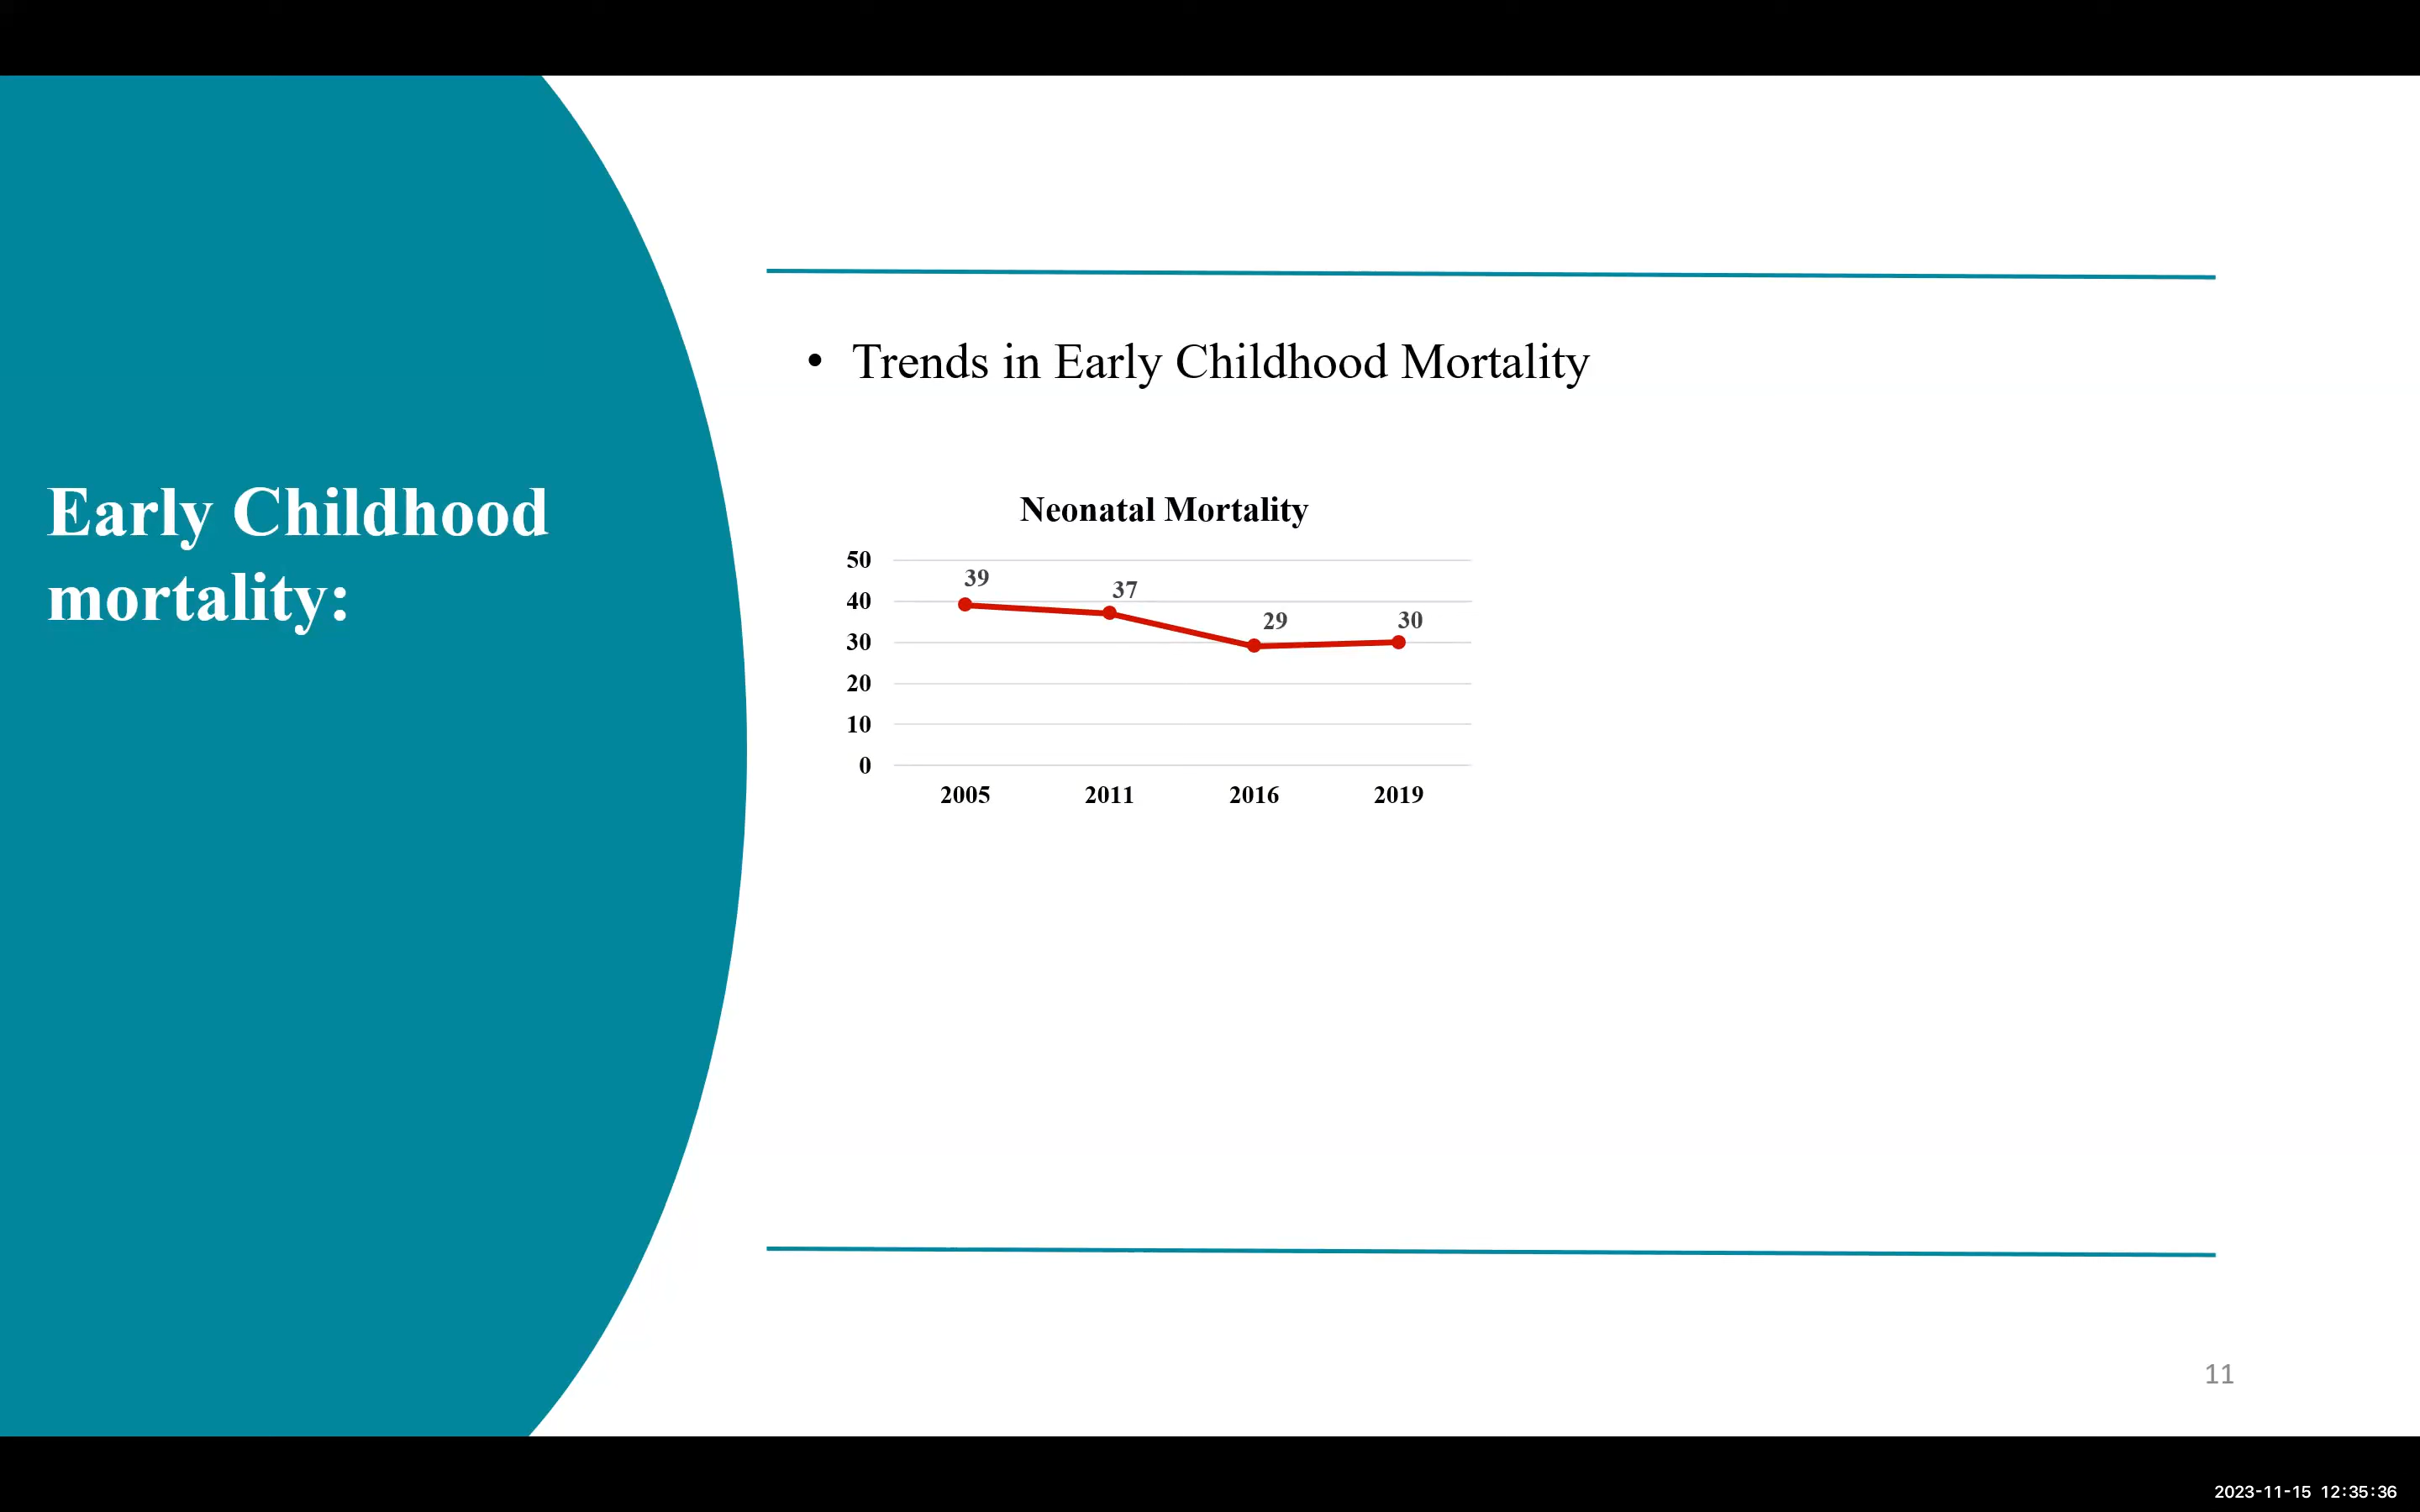 Early Childhood
mortality:
• Trends in Early Childhood Mortality
Neonatal Mortality
50
40
30
20
10
0
39
37
29
30
2005 2011 2016 2019
11
2023-11-15 12:35:36